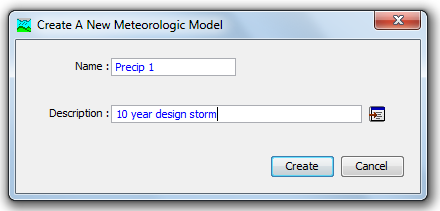 Create A New Meteorologic Model
Name : Precip 1
Description : 10 year design storm
Create Cancel